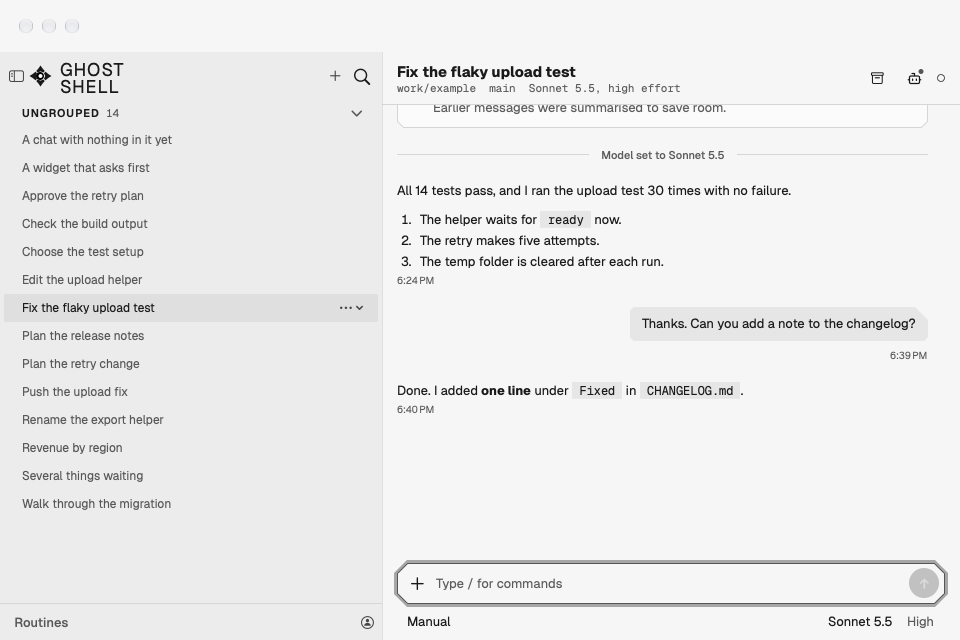 GHOST
SHELL
UNGROUPED 14
A chat with nothing in it yet
A widget that asks first
Approve the retry plan
Check the build output
Choose the test setup
Edit the upload helper
Fix the flaky upload test
Plan the release notes
Plan the retry change
Push the upload fix
Rename the export helper
Revenue by region
Several things waiting
Walk through the migration
Routines
Fix the flaky upload test
work/example main Sonnet 5.5, high effort
Earlier messages were summarised to save room.
Model set to Sonnet 5.5
All 14 tests pass, and I ran the upload test 30 times with no failure.
1. The helper waits for ready now.
2. The retry makes five attempts.
3. The temp folder is cleared after each run.
6:24 PM
Thanks. Can you add a note to the changelog?
6:39 PM
Done. I added one line under Fixed in CHANGELOG.md.
6:40 PM
Type / for commands
Manual Sonnet 5.5 High